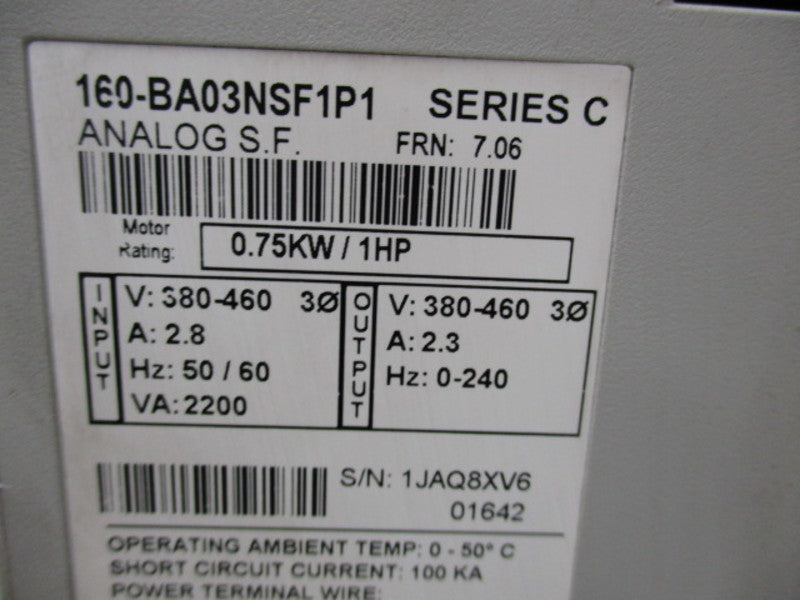 160-BA03NSF1P1 SERIES C
ANALOG S.F. FRN: 7.06
Motor Rating: 0.75KW / 1HP
INPUT
V: 380-460 3Ø
A: 2.8
Hz: 50 / 60
VA: 2200
OUTPUT
V: 380-460 3Ø
A: 2.3
Hz: 0-240
S/N: 1JAQ8XV6
01642
OPERATING AMBIENT TEMP: 0 - 50° C
SHORT CIRCUIT CURRENT: 100 KA
POWER TERMINAL WIRE: